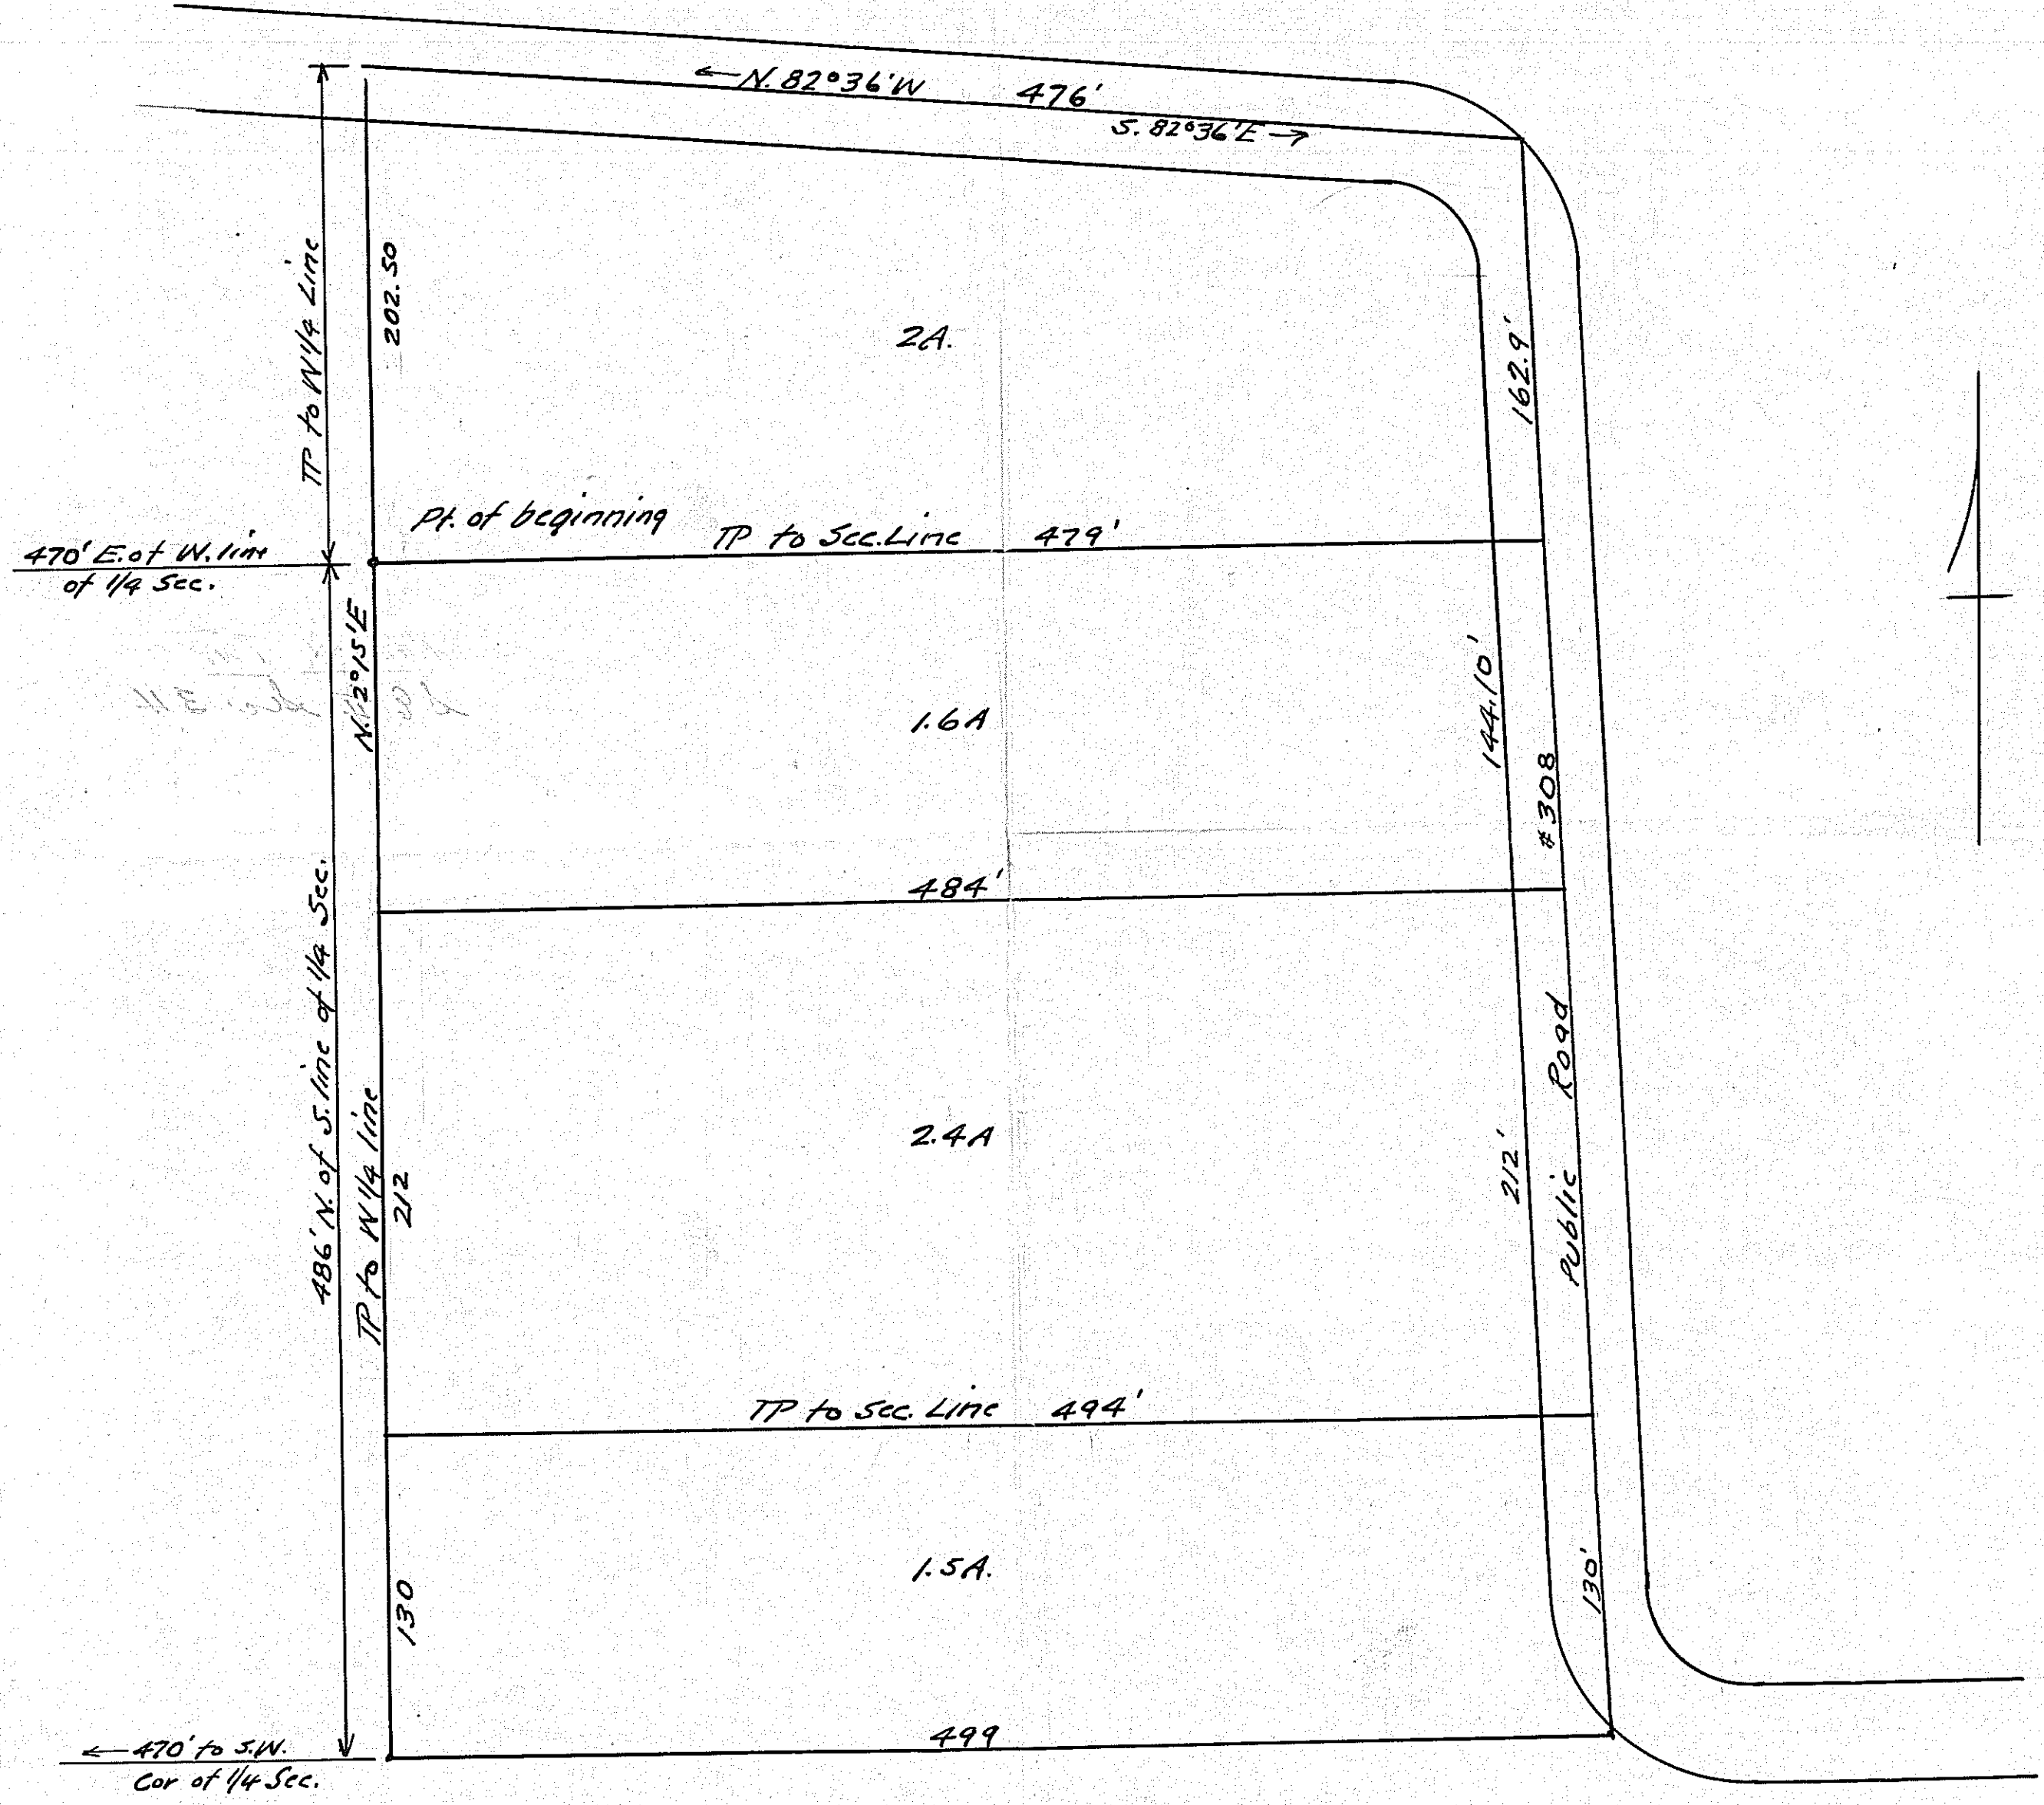 ← N. 82°36'W 476'
S. 82°36'E →
TP to W 1/4 Line
202.50
2A.
162.9'
Pt. of beginning
TP to Sec. Line 479'
470' E. of W. line
of 1/4 Sec.
N. 2°15'E
1.6A
144.10'
#308
484'
486' N. of S. line of 1/4 Sec.
TP to W 1/4 line
212
2.4A
212'
Public Road
TP to Sec. Line 494'
130
1.5A.
130'
499
← 470' to S.W.
Cor of 1/4 Sec.